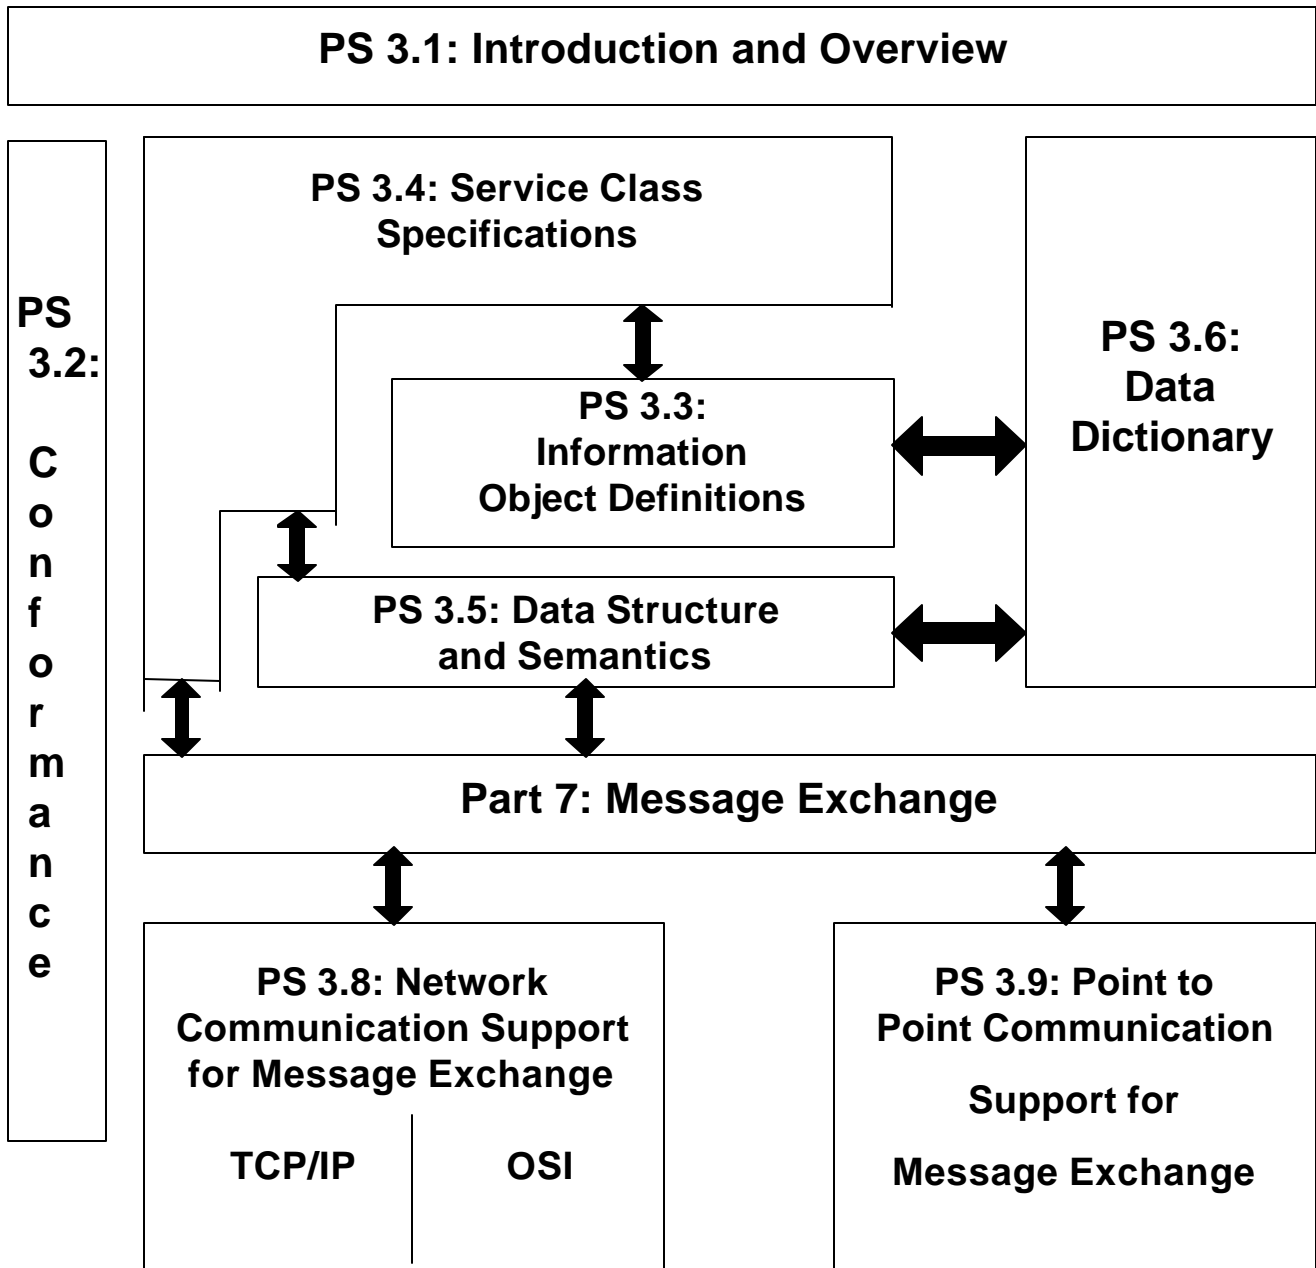 PS 3.1: Introduction and Overview
PS
3.2:
C
o
n
f
o
r
m
a
n
c
e
PS 3.4: Service Class
Specifications
PS 3.3:
Information
Object Definitions
PS 3.6:
Data
Dictionary
PS 3.5: Data Structure
and Semantics
Part 7: Message Exchange
PS 3.8: Network
Communication Support
for Message Exchange
TCP/IP
OSI
PS 3.9: Point to
Point Communication
Support for
Message Exchange